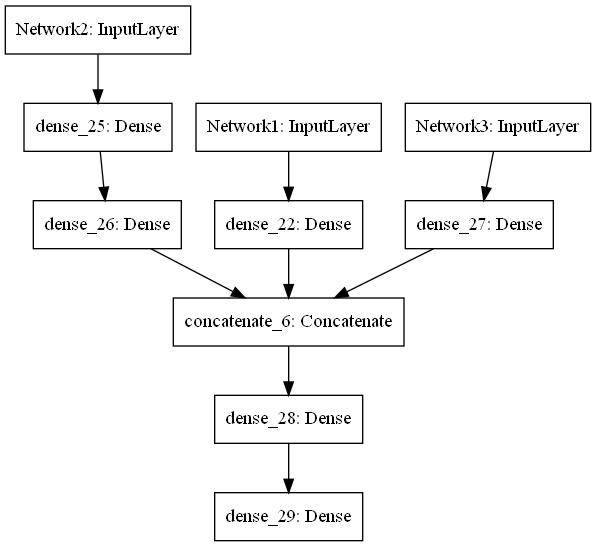 Network2: InputLayer
dense_25: Dense
Network1: InputLayer
Network3: InputLayer
dense_26: Dense
dense_22: Dense
dense_27: Dense
concatenate_6: Concatenate
dense_28: Dense
dense_29: Dense